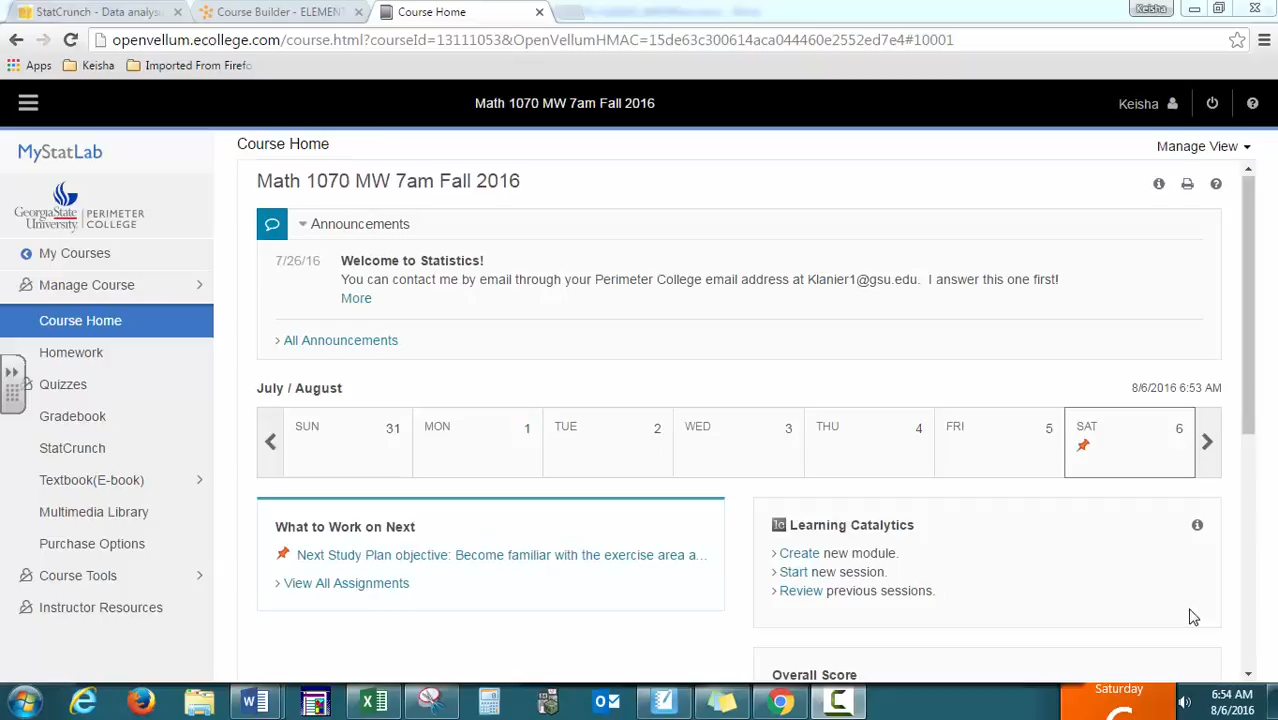 StatCrunch - Data analys
Course Builder - ELEMENT
Course Home
Keisha
openvellum.ecollege.com/course.html?courseId=13111053&OpenVellumHMAC=15de63c300614aca044460e2552ed7e4#10001
Apps
Keisha
Imported From Firefo
Math 1070 MW 7am Fall 2016
Keisha
MyStatLab
Course Home
Manage View
GeorgiaState University
PERIMETER COLLEGE
Math 1070 MW 7am Fall 2016
My Courses
Manage Course
Course Home
Homework
Quizzes
Gradebook
StatCrunch
Textbook(E-book)
Multimedia Library
Purchase Options
Course Tools
Instructor Resources
Announcements
7/26/16 Welcome to Statistics!
You can contact me by email through your Perimeter College email address at Klanier1@gsu.edu. I answer this one first!
More
All Announcements
July / August 8/6/2016 6:53 AM
SUN 31 MON 1 TUE 2 WED 3 THU 4 FRI 5 SAT 6
What to Work on Next
Next Study Plan objective: Become familiar with the exercise area a...
View All Assignments
lc Learning Catalytics
Create new module.
Start new session.
Review previous sessions.
Overall Score
Saturday
6:54 AM
8/6/2016